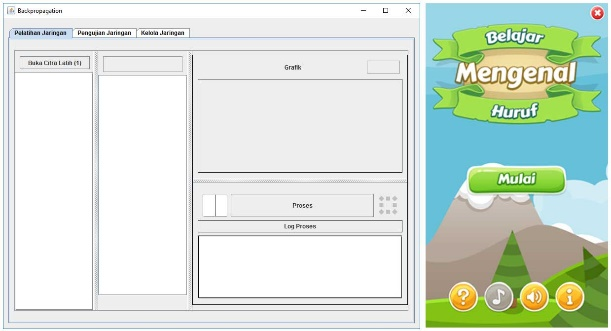 Backpropagation
Pelatihan Jaringan
Pengujian Jaringan
Kelola Jaringan
Buka Citra Latih (1)
Grafik
Proses
Log Proses
Belajar
Mengenal
Huruf
Mulai